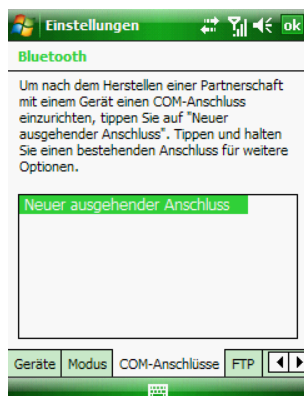 Einstellungen ok
Bluetooth
Um nach dem Herstellen einer Partnerschaft
mit einem Gerät einen COM-Anschluss
einzurichten, tippen Sie auf "Neuer
ausgehender Anschluss". Tippen und halten
Sie einen bestehenden Anschluss für weitere
Optionen.
Neuer ausgehender Anschluss
Geräte Modus COM-Anschlüsse FTP